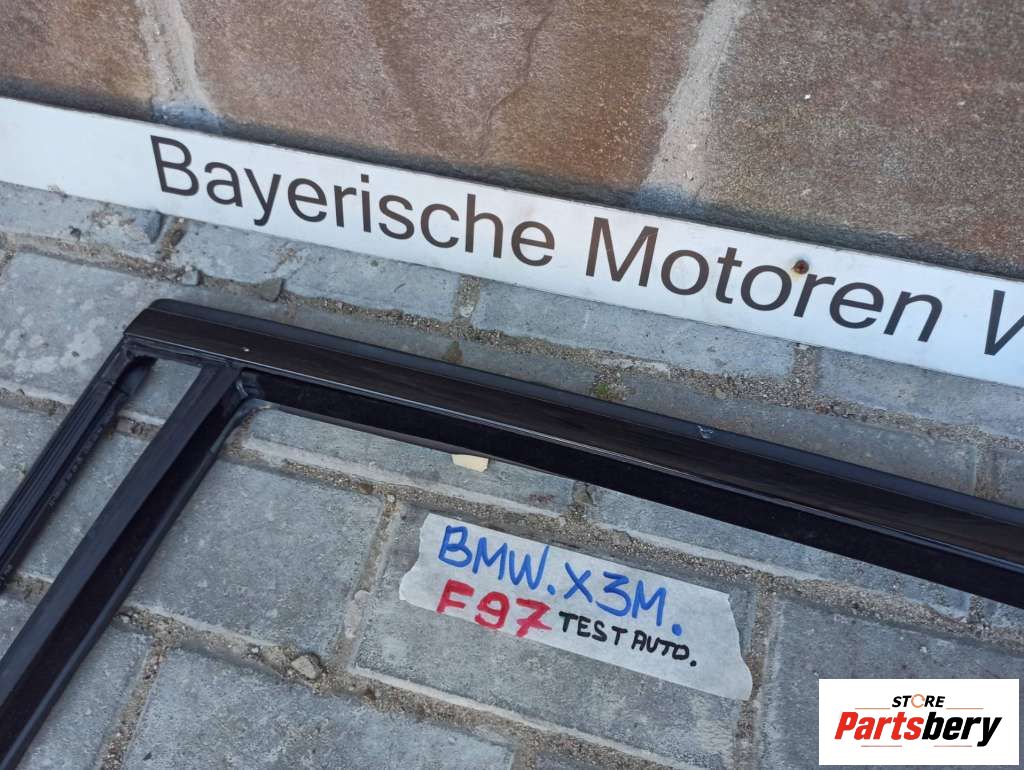 Bayerische Motoren W
BMW. X3M.
F97 TEST AUTO.
STORE
Partsbery